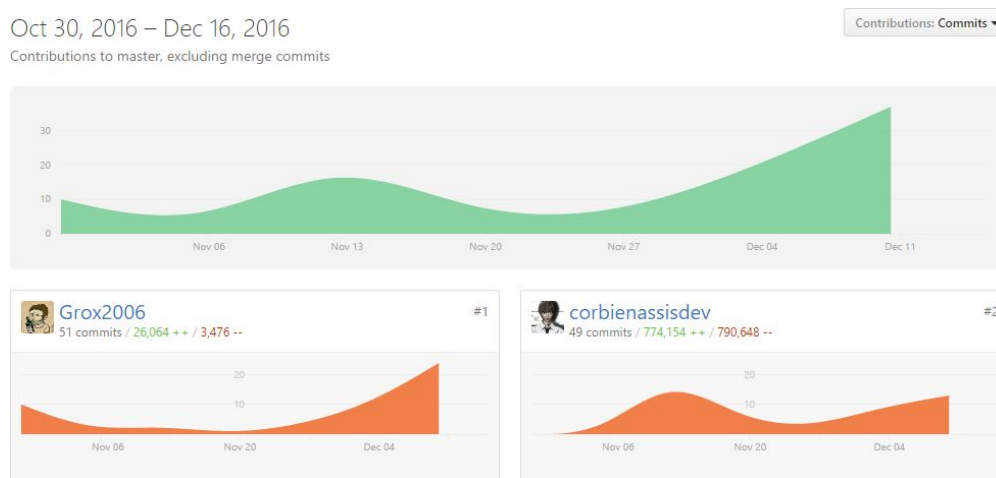 Oct 30, 2016 – Dec 16, 2016
Contributions: Commits
Contributions to master, excluding merge commits
30
20
10
0
Nov 06 Nov 13 Nov 20 Nov 27 Dec 04 Dec 11
Grox2006 #1
51 commits / 26,064 ++ / 3,476 --
20
10
Nov 06 Nov 20 Dec 04
corbienassisdev #2
49 commits / 774,154 ++ / 790,648 --
20
10
Nov 06 Nov 20 Dec 04